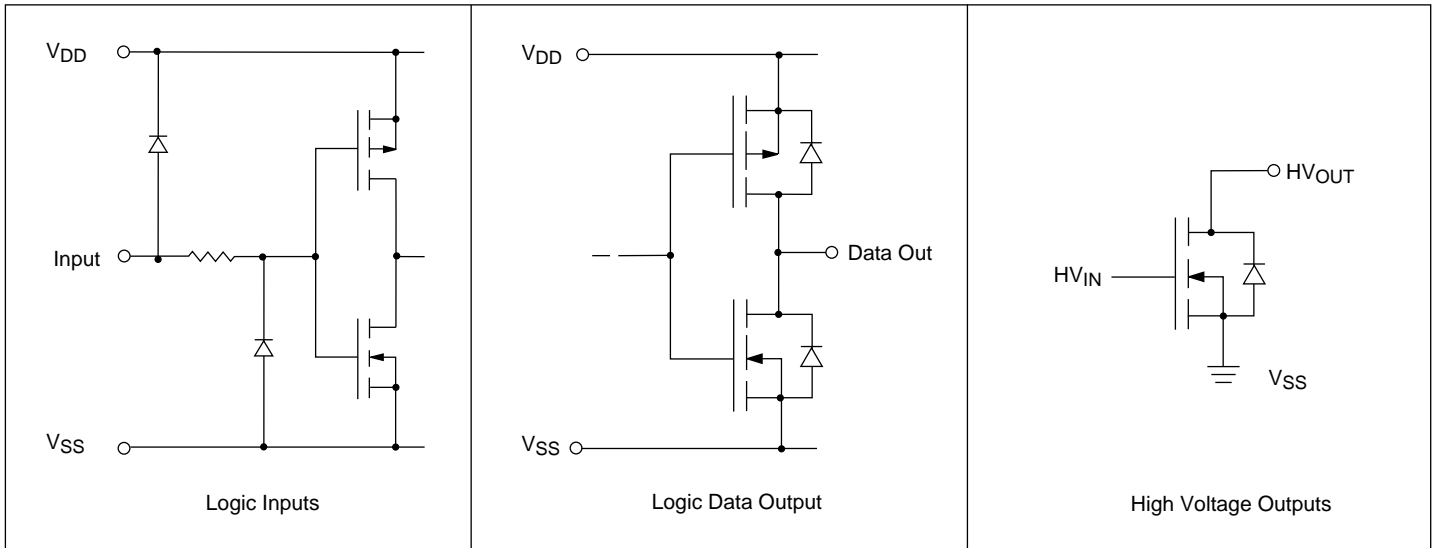 VDD
Input
VSS
Logic Inputs
VDD
Data Out
VSS
Logic Data Output
HVOUT
HVIN
VSS
High Voltage Outputs